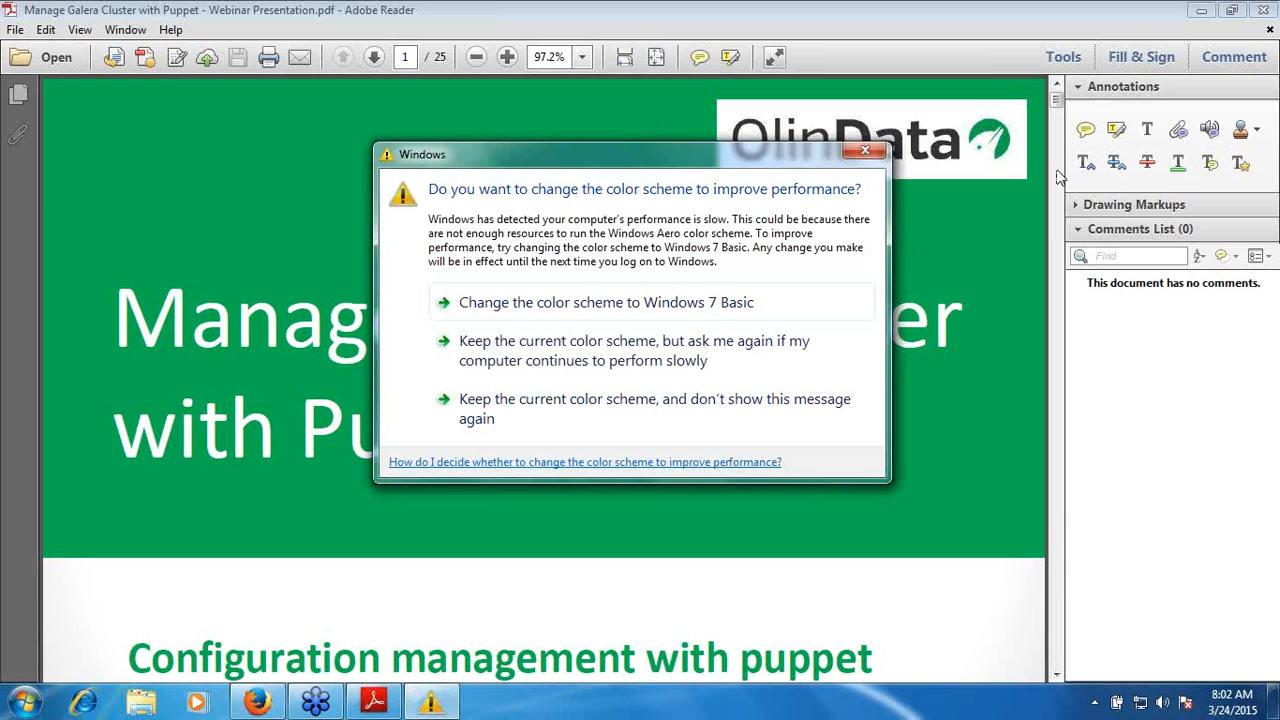 Manage Galera Cluster with Puppet - Webinar Presentation.pdf - Adobe Reader
File Edit View Window Help
Open 1 / 25 97.2% Tools Fill & Sign Comment
Annotations
OlinData
Drawing Markups
Comments List (0)
Find
This document has no comments.
Windows
Do you want to change the color scheme to improve performance?
Windows has detected your computer's performance is slow. This could be because there
are not enough resources to run the Windows Aero color scheme. To improve
performance, try changing the color scheme to Windows 7 Basic. Any change you make
will be in effect until the next time you log on to Windows.
Change the color scheme to Windows 7 Basic
Keep the current color scheme, but ask me again if my
computer continues to perform slowly
Keep the current color scheme, and don't show this message
again
How do I decide whether to change the color scheme to improve performance?
Manag er
with Pu
Configuration management with puppet
8:02 AM
3/24/2015